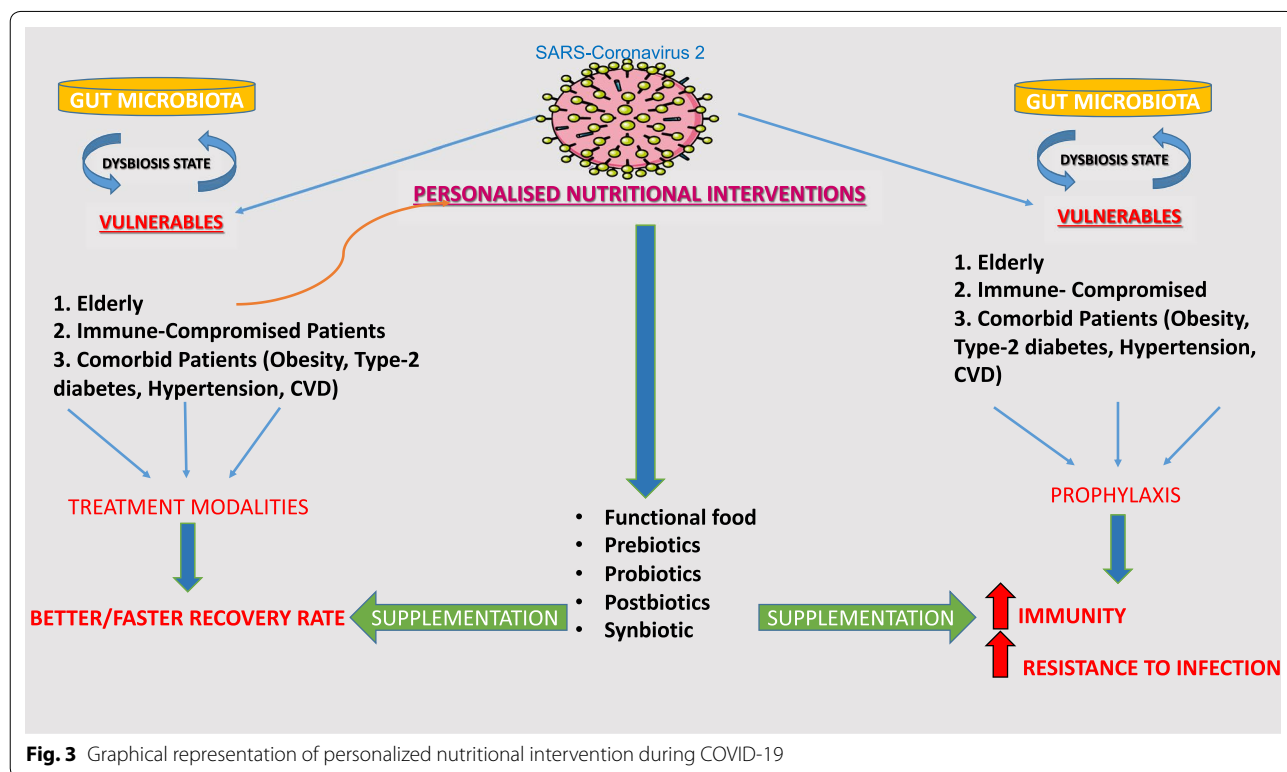 SARS-Coronavirus 2
PERSONALISED NUTRITIONAL INTERVENTIONS
GUT MICROBIOTA
DYSBIOSIS STATE
VULNERABLES
1. Elderly
2. Immune-Compromised Patients
3. Comorbid Patients (Obesity, Type-2
diabetes, Hypertension, CVD)
TREATMENT MODALITIES
BETTER/FASTER RECOVERY RATE
SUPPLEMENTATION
• Functional food
• Prebiotics
• Probiotics
• Postbiotics
• Synbiotic
SUPPLEMENTATION
GUT MICROBIOTA
DYSBIOSIS STATE
VULNERABLES
1. Elderly
2. Immune- Compromised
3. Comorbid Patients (Obesity,
Type-2 diabetes, Hypertension,
CVD)
PROPHYLAXIS
IMMUNITY
RESISTANCE TO INFECTION
Fig. 3 Graphical representation of personalized nutritional intervention during COVID-19